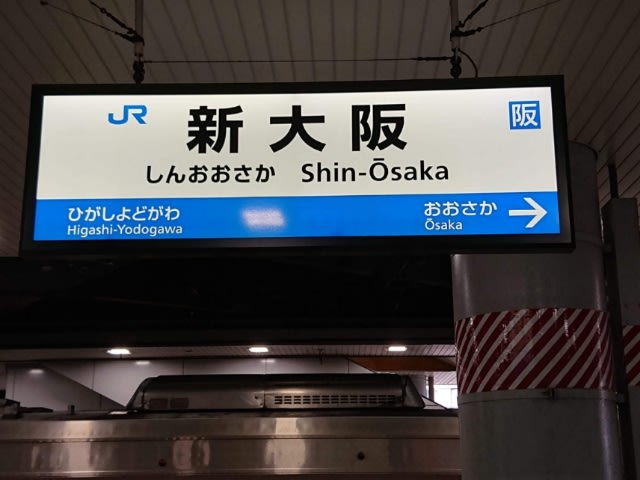 JR 新大阪 阪
しんおおさか Shin-Ōsaka
ひがしよどがわ おおさか →
Higashi-Yodogawa Ōsaka